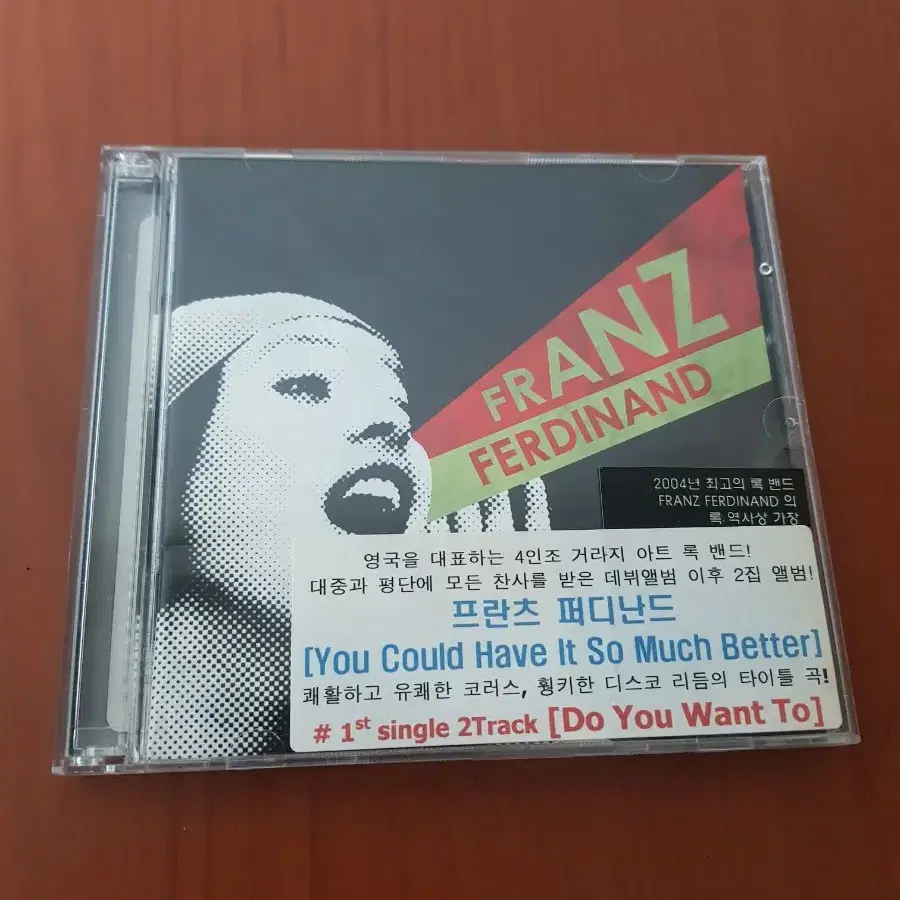 FRANZ
FERDINAND
2004년 최고의 록 밴드
FRANZ FERDINAND 의
록 역사상 가장
영국을 대표하는 4인조 거라지 아트 록 밴드!
대중과 평단에 모든 찬사를 받은 데뷔앨범 이후 2집 앨범!
프란츠 퍼디난드
[You Could Have It So Much Better]
쾌활하고 유쾌한 코러스, 훵키한 디스코 리듬의 타이틀 곡!
# 1st single 2Track [Do You Want To]